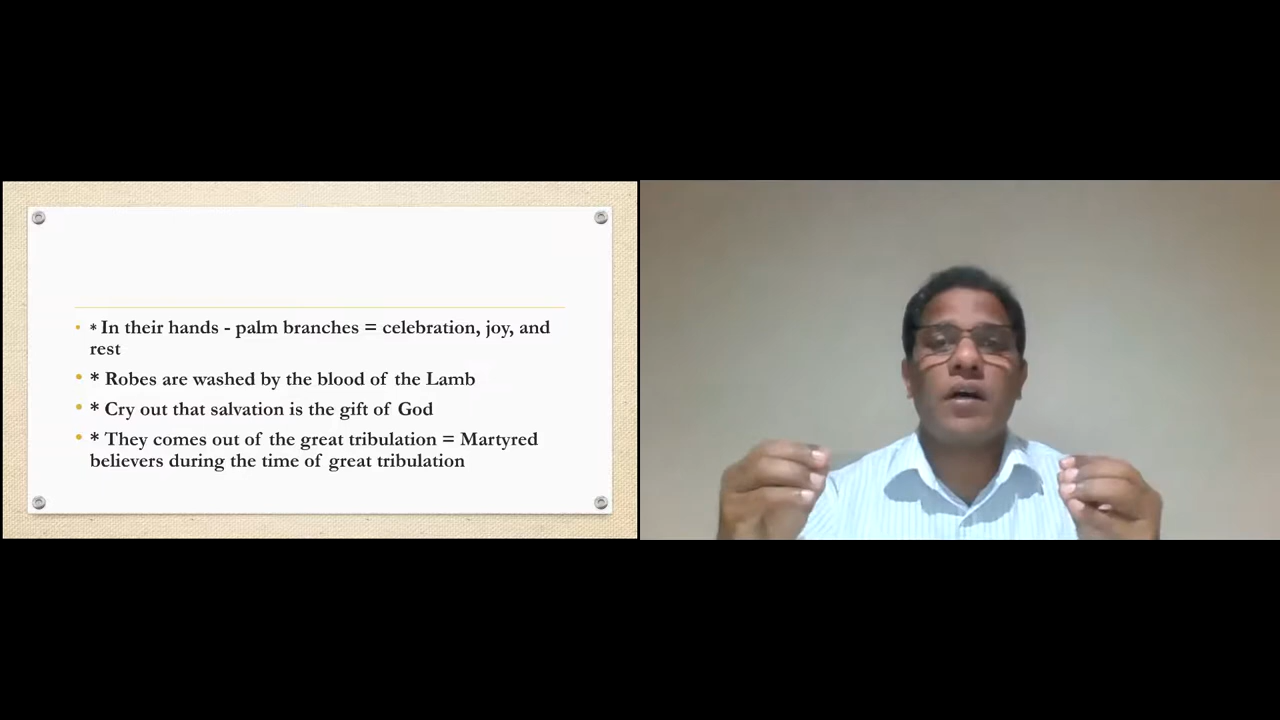 * In their hands - palm branches = celebration, joy, and
rest
* Robes are washed by the blood of the Lamb
* Cry out that salvation is the gift of God
* They comes out of the great tribulation = Martyred
believers during the time of great tribulation